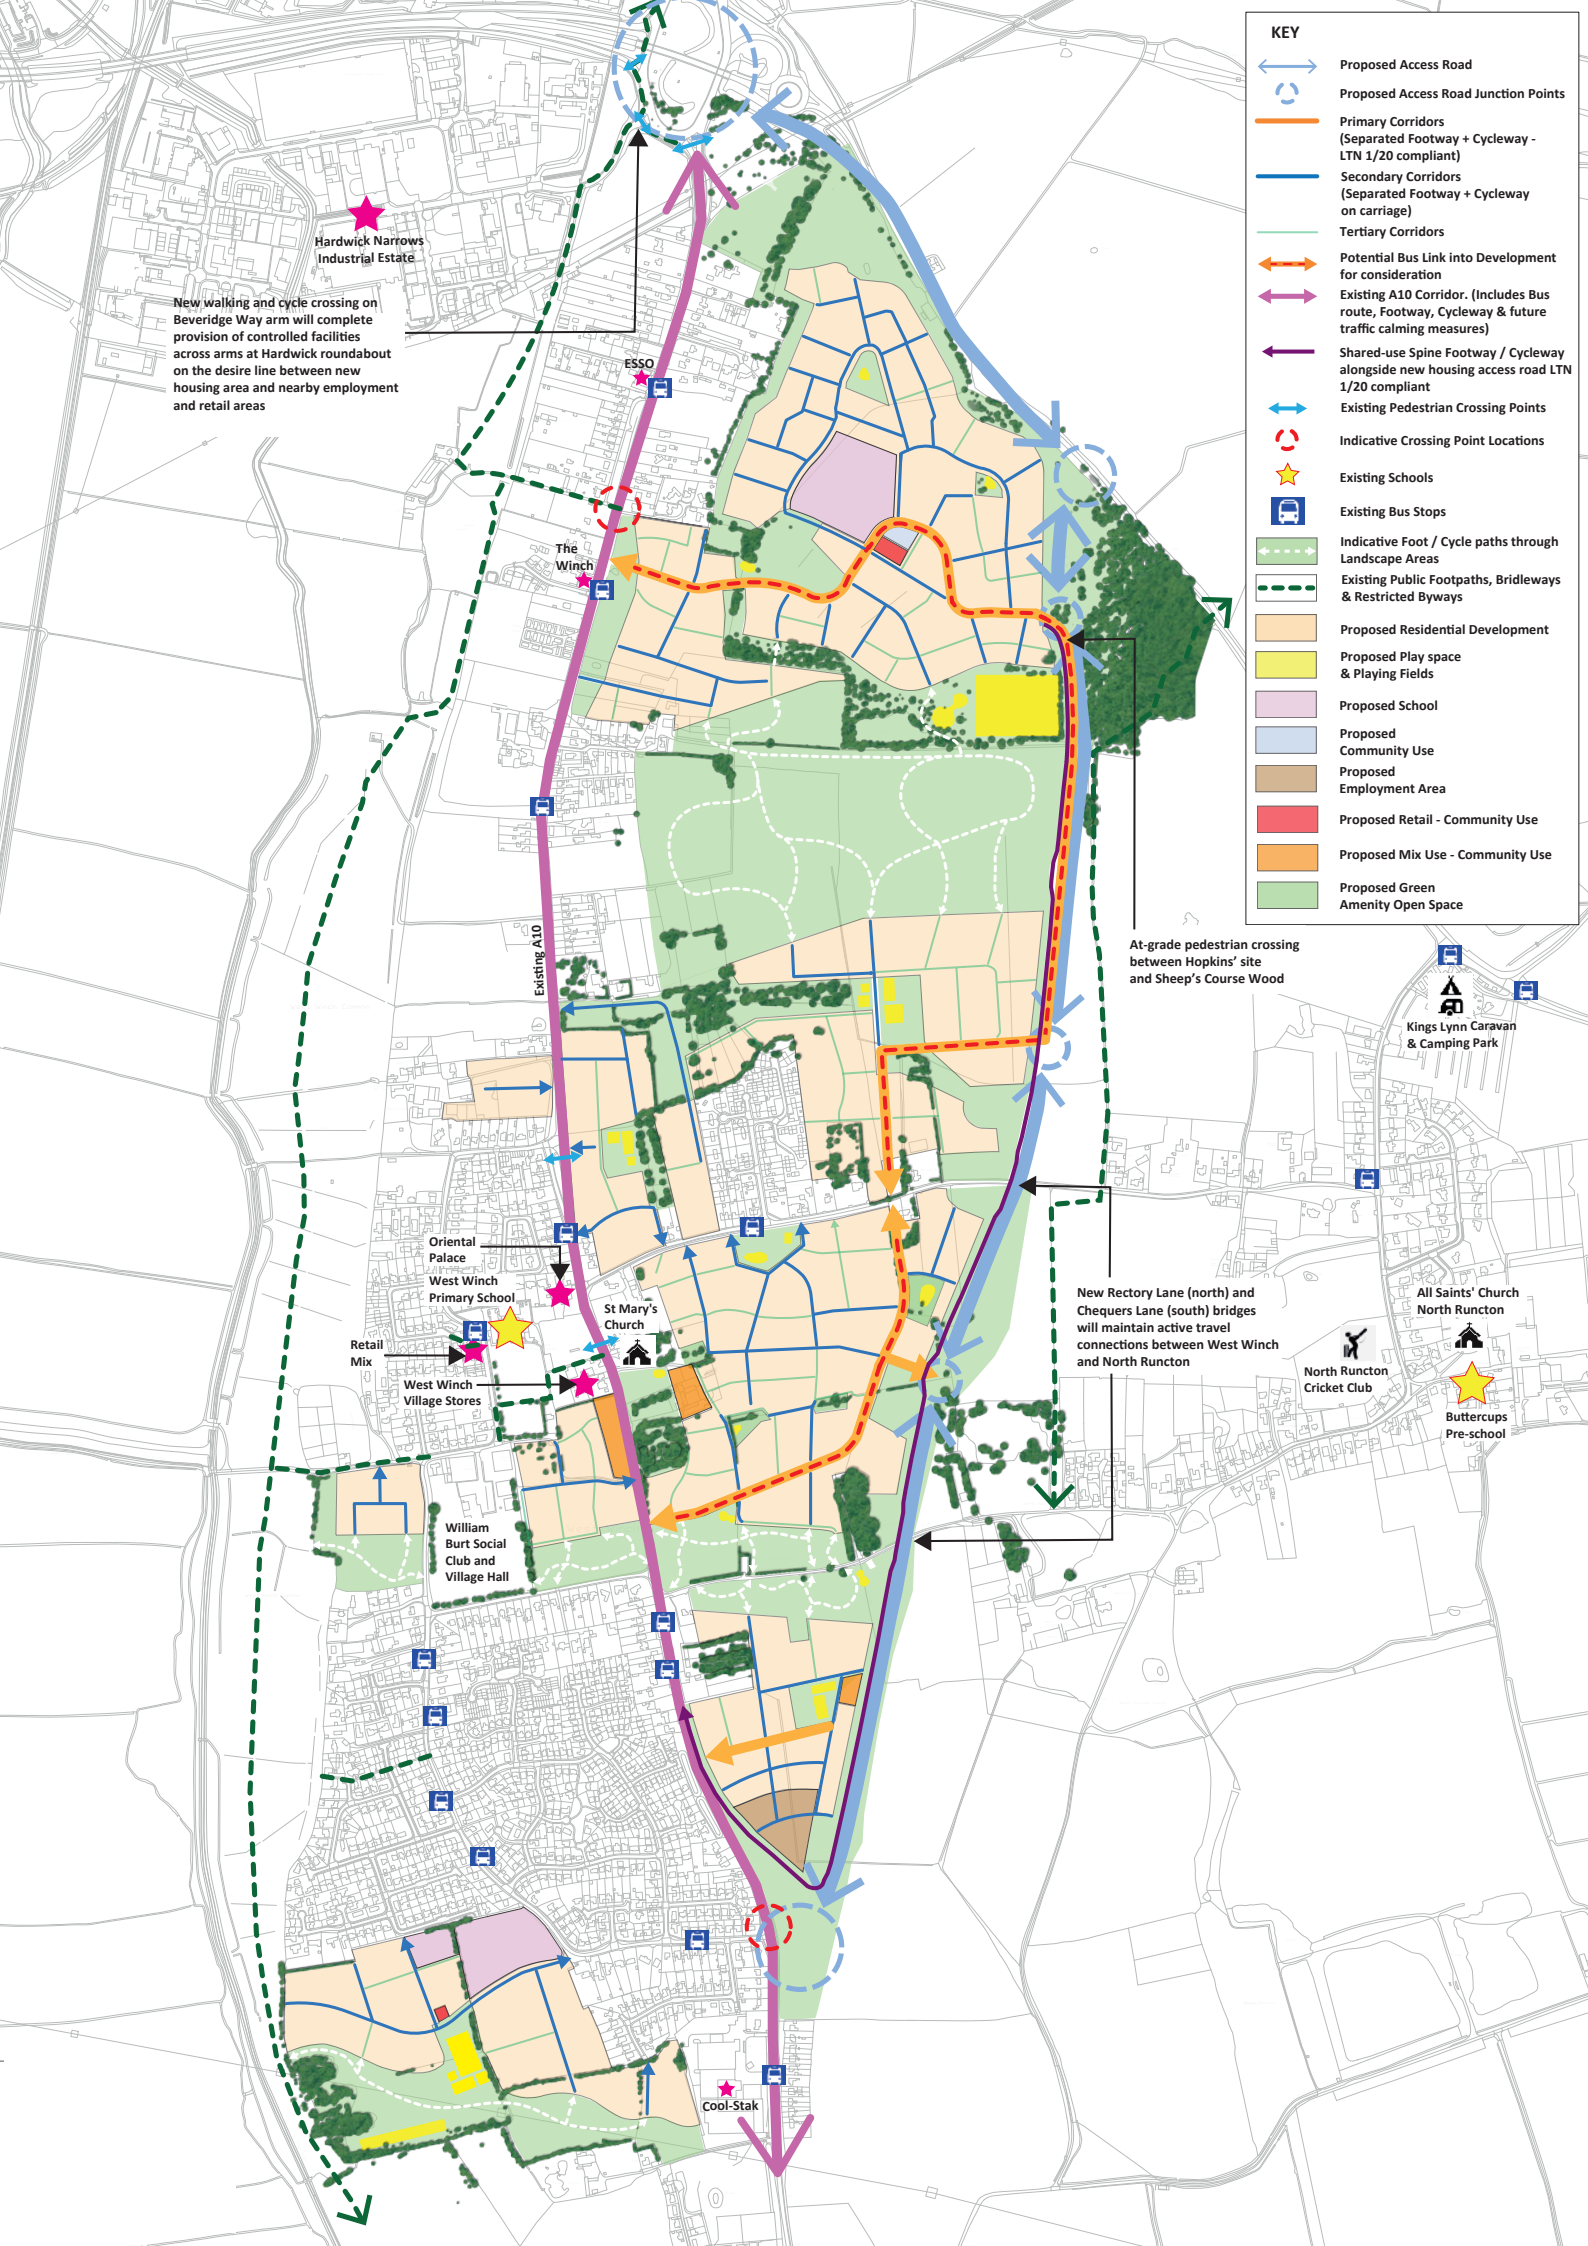 KEY
Proposed Access Road
Proposed Access Road Junction Points
Primary Corridors
(Separated Footway + Cycleway -
LTN 1/20 compliant)
Secondary Corridors
(Separated Footway + Cycleway
on carriage)
Tertiary Corridors
Potential Bus Link into Development
for consideration
Existing A10 Corridor. (Includes Bus
route, Footway, Cycleway & future
traffic calming measures)
Shared-use Spine Footway / Cycleway
alongside new housing access road LTN
1/20 compliant
Existing Pedestrian Crossing Points
Indicative Crossing Point Locations
Existing Schools
Existing Bus Stops
Indicative Foot / Cycle paths through
Landscape Areas
Existing Public Footpaths, Bridleways
& Restricted Byways
Proposed Residential Development
Proposed Play space
& Playing Fields
Proposed School
Proposed
Community Use
Proposed
Employment Area
Proposed Retail - Community Use
Proposed Mix Use - Community Use
Proposed Green
Amenity Open Space
Hardwick Narrows
Industrial Estate
New walking and cycle crossing on
Beveridge Way arm will complete
provision of controlled facilities
across arms at Hardwick roundabout
on the desire line between new
housing area and nearby employment
and retail areas
ESSO
The
Winch
Existing A10
At-grade pedestrian crossing
between Hopkins' site
and Sheep's Course Wood
Kings Lynn Caravan
& Camping Park
Oriental
Palace
West Winch
Primary School
St Mary's
Church
Retail
Mix
West Winch
Village Stores
New Rectory Lane (north) and
Chequers Lane (south) bridges
will maintain active travel
connections between West Winch
and North Runcton
All Saints' Church
North Runcton
North Runcton
Cricket Club
Buttercups
Pre-school
William
Burt Social
Club and
Village Hall
Cool-Stak